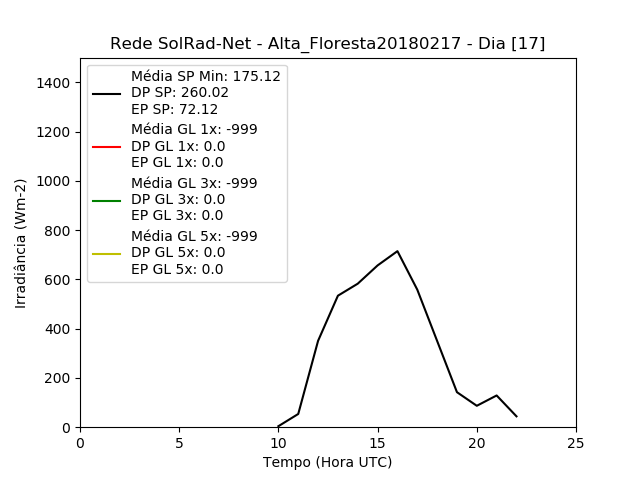 Rede SolRad-Net - Alta_Floresta20180217 - Dia [17]
Média SP Min: 175.12
DP SP: 260.02
EP SP: 72.12
Média GL 1x: -999
DP GL 1x: 0.0
EP GL 1x: 0.0
Média GL 3x: -999
DP GL 3x: 0.0
EP GL 3x: 0.0
Média GL 5x: -999
DP GL 5x: 0.0
EP GL 5x: 0.0
Irradiância (Wm-2)
1400
1200
1000
800
600
400
200
0
0 5 10 15 20 25
Tempo (Hora UTC)